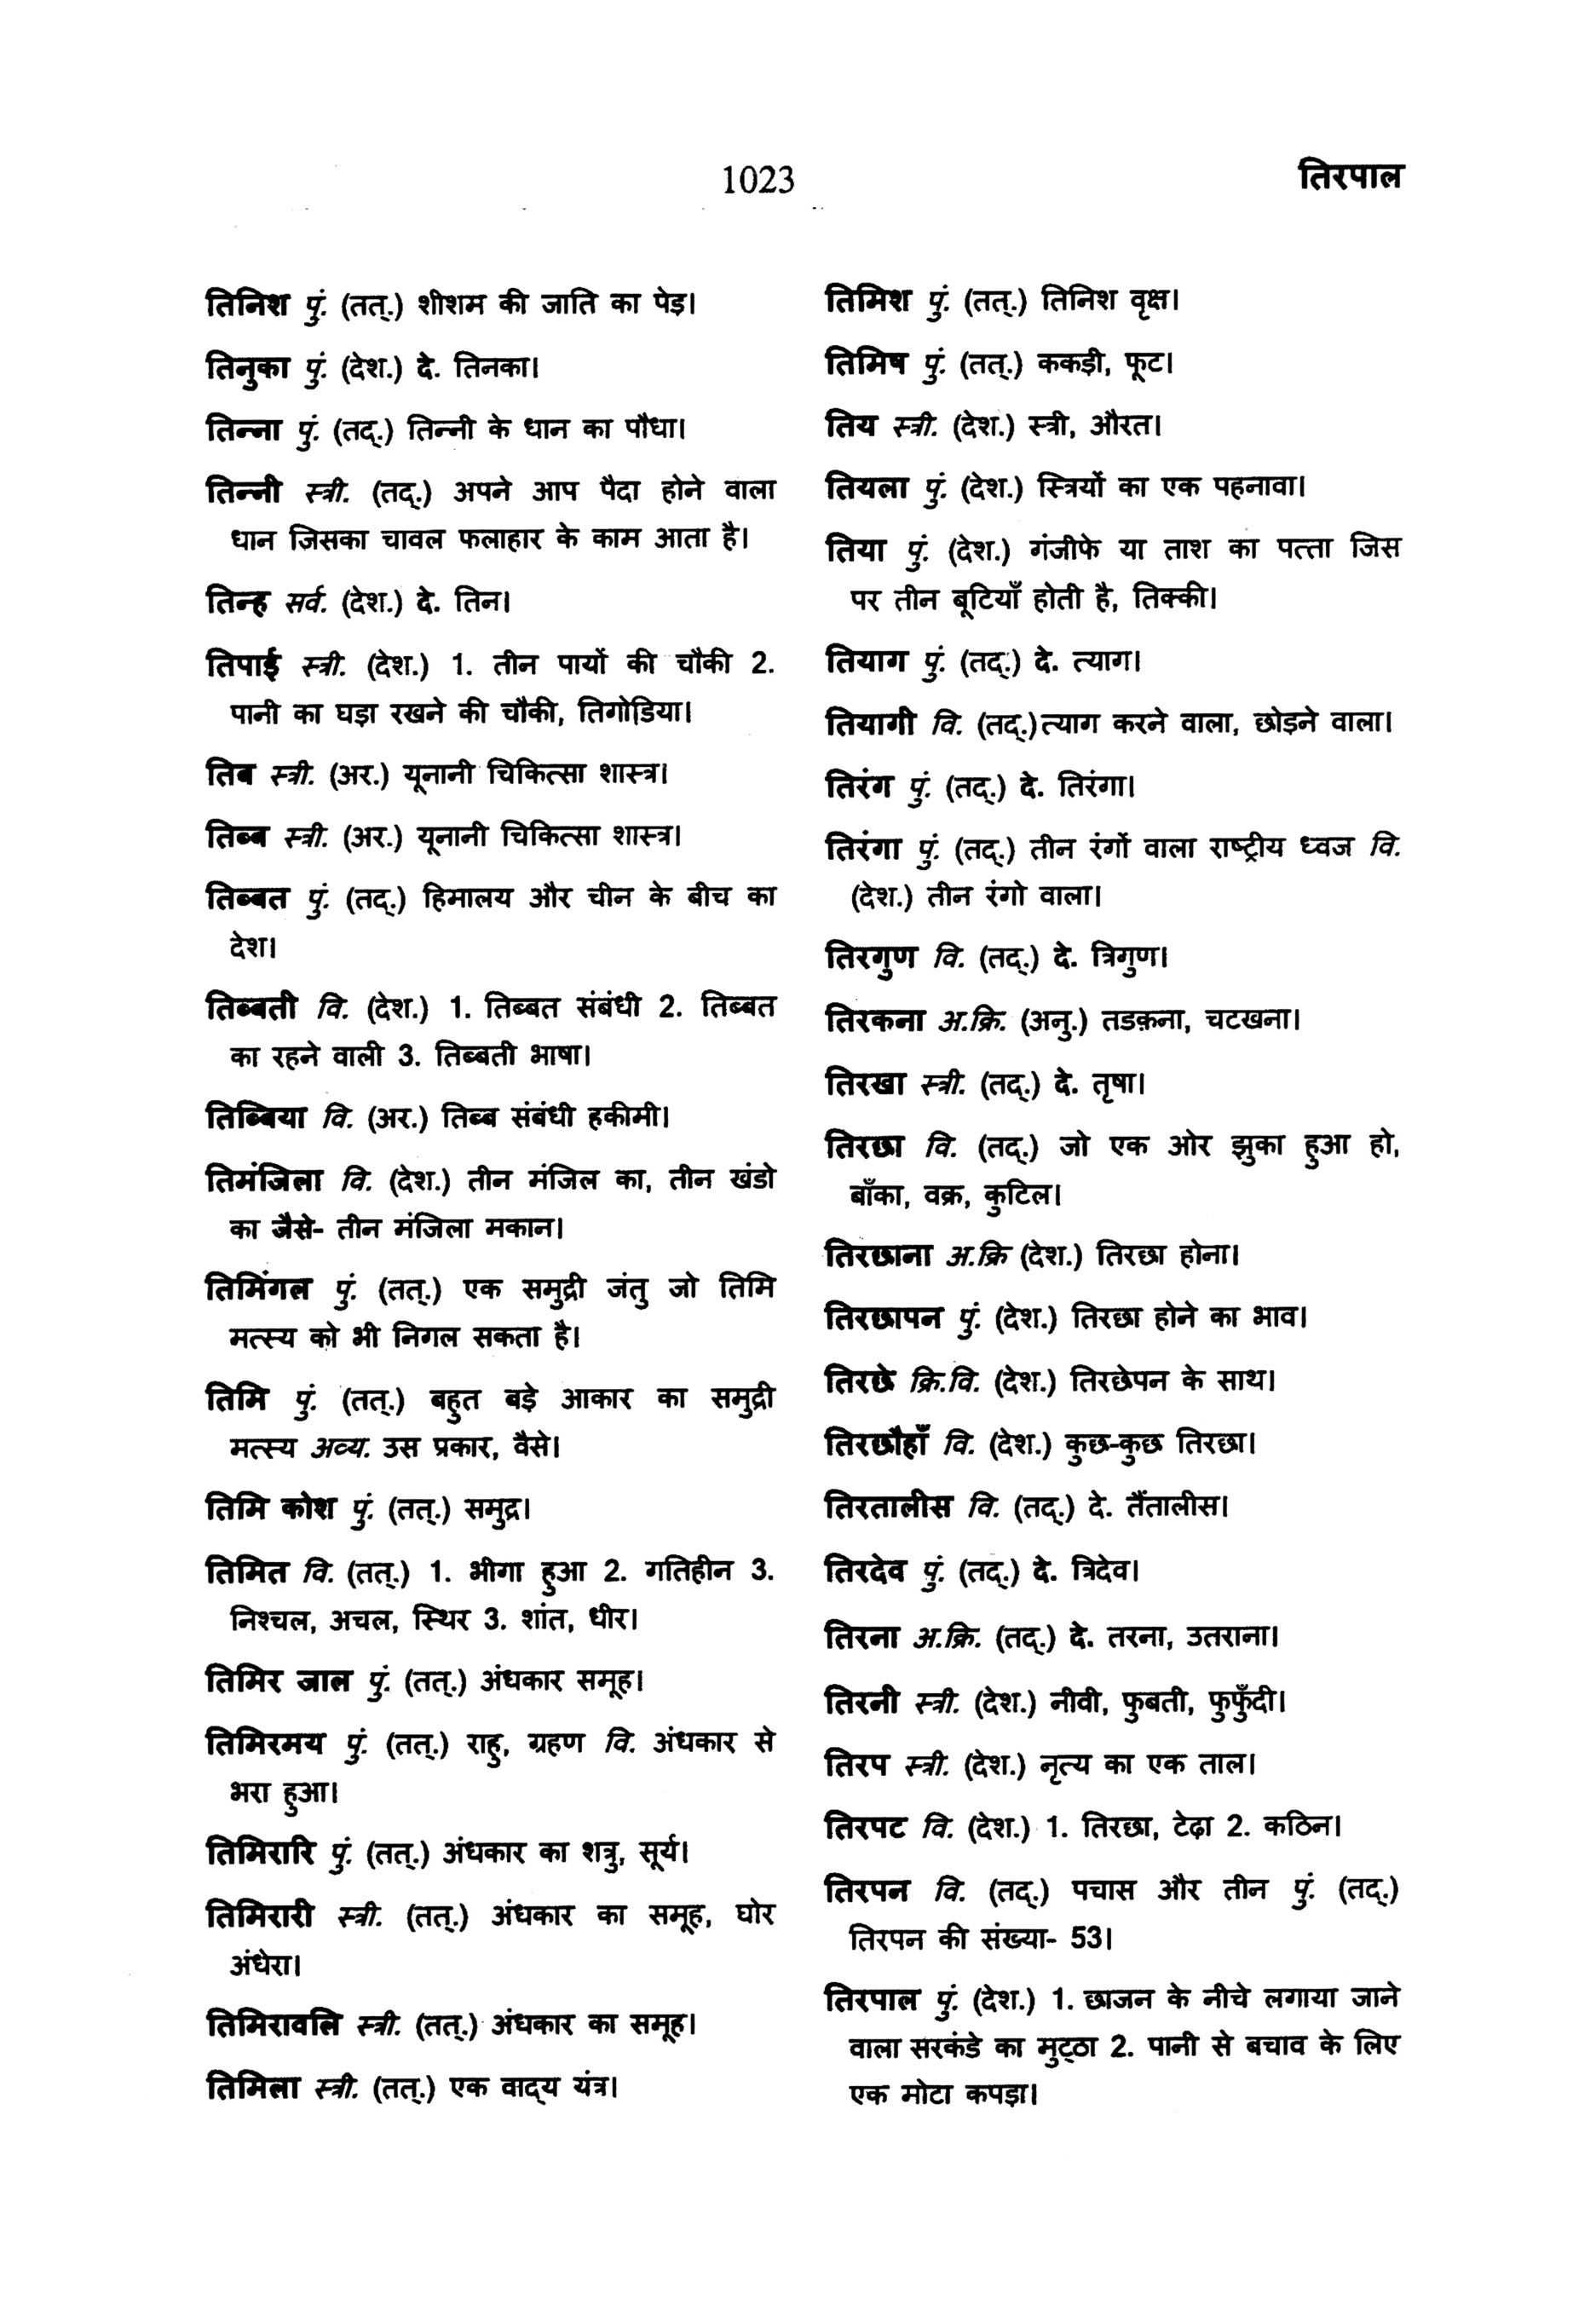 1023
तिरपाल
तिनिश पुं. (तत्.) शीशम की जाति का पेड़।
तिनुका पुं. (देश.) दे. तिनका।
तिन्ना पुं. (तद्.) तिन्नी के धान का पौधा।
तिन्नी स्त्री. (तद्.) अपने आप पैदा होने वाला
धान जिसका चावल फलाहार के काम आता है।
तिन्ह सर्व. (देश.) दे. तिन।
तिपाई स्त्री. (देश.) 1. तीन पायों की चौकी 2.
पानी का घड़ा रखने की चौकी, तिगोडिया।
तिब स्त्री. (अर.) यूनानी चिकित्सा शास्त्र।
तिब्ब स्त्री. (अर.) यूनानी चिकित्सा शास्त्र।
तिब्बत पुं. (तद्.) हिमालय और चीन के बीच का
देश।
तिब्बती वि. (देश.) 1. तिब्बत संबंधी 2. तिब्बत
का रहने वाली 3. तिब्बती भाषा।
तिब्बिया वि. (अर.) तिब्ब संबंधी हकीमी।
तिमंजिला वि. (देश.) तीन मंजिल का, तीन खंडो
का जैसे- तीन मंजिला मकान।
तिमिंगल पुं. (तत्.) एक समुद्री जंतु जो तिमि
मत्स्य को भी निगल सकता है।
तिमि पुं. (तत्.) बहुत बड़े आकार का समुद्री
मत्स्य अव्य. उस प्रकार, वैसे।
तिमि कोश पुं. (तत्.) समुद्र।
तिमित वि. (तत्.) 1. भीगा हुआ 2. गतिहीन 3.
निश्चल, अचल, स्थिर 3. शांत, धीर।
तिमिर जाल पुं. (तत्.) अंधकार समूह।
तिमिरमय पुं. (तत्.) राहु, ग्रहण वि. अंधकार से
भरा हुआ।
तिमिरारि पुं. (तत्.) अंधकार का शत्रु, सूर्य।
तिमिरारी स्त्री. (तत्.) अंधकार का समूह, घोर
अंधेरा।
तिमिरावलि स्त्री. (तत्.) अंधकार का समूह।
तिमिला स्त्री. (तत्.) एक वाद्‌य यंत्र।
तिमिश पुं. (तत्.) तिनिश वृक्ष।
तिमिष पुं. (तत्.) ककड़ी, फूट।
तिय स्त्री. (देश.) स्त्री, औरत।
तियला पुं. (देश.) स्त्रियों का एक पहनावा।
तिया पुं. (देश.) गंजीफे या ताश का पत्ता जिस
पर तीन बूटियाँ होती है, तिक्की।
तियाग पुं. (तद्.) दे. त्याग।
तियागी वि. (तद्.)त्याग करने वाला, छोड़ने वाला।
तिरंग पुं. (तद्.) दे. तिरंगा।
तिरंगा पुं. (तद्.) तीन रंगों वाला राष्ट्रीय ध्वज वि.
(देश.) तीन रंगो वाला।
तिरगुण वि. (तद्.) दे. त्रिगुण।
तिरकना अ.क्रि. (अनु.) तडक़ना, चटखना।
तिरखा स्त्री. (तद्.) दे. तृषा।
तिरछा वि. (तद्.) जो एक ओर झुका हुआ हो,
बाँका, वक्र, कुटिल।
तिरछाना अ.क्रि (देश.) तिरछा होना।
तिरछापन पुं. (देश.) तिरछा होने का भाव।
तिरछे क्रि.वि. (देश.) तिरछेपन के साथ।
तिरछौहाँ वि. (देश.) कुछ-कुछ तिरछा।
तिरतालीस वि. (तद्.) दे. तैंतालीस।
तिरदेव पुं. (तद्.) दे. त्रिदेव।
तिरना अ.क्रि. (तद्.) दे. तरना, उतराना।
तिरनी स्त्री. (देश.) नीवी, फुबती, फुफुँदी।
तिरप स्त्री. (देश.) नृत्य का एक ताल।
तिरपट वि. (देश.) 1. तिरछा, टेढ़ा 2. कठिन।
तिरपन वि. (तद्.) पचास और तीन पुं. (तद्.)
तिरपन की संख्या- 53।
तिरपाल पुं. (देश.) 1. छाजन के नीचे लगाया जाने
वाला सरकंडे का मुट्‌ठा 2. पानी से बचाव के लिए
एक मोटा कपड़ा।